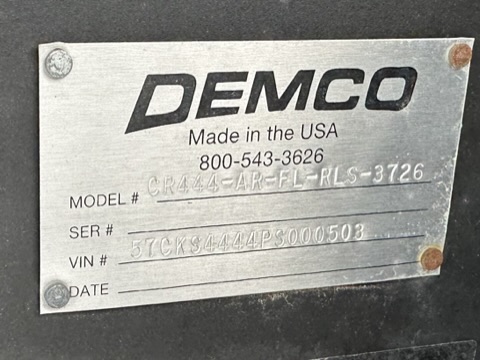 DEMCO
Made in the USA
800-543-3626
MODEL # CR444-AR-FL-RLS-3726
SER #
VIN # 57CKS4444PS000503
DATE